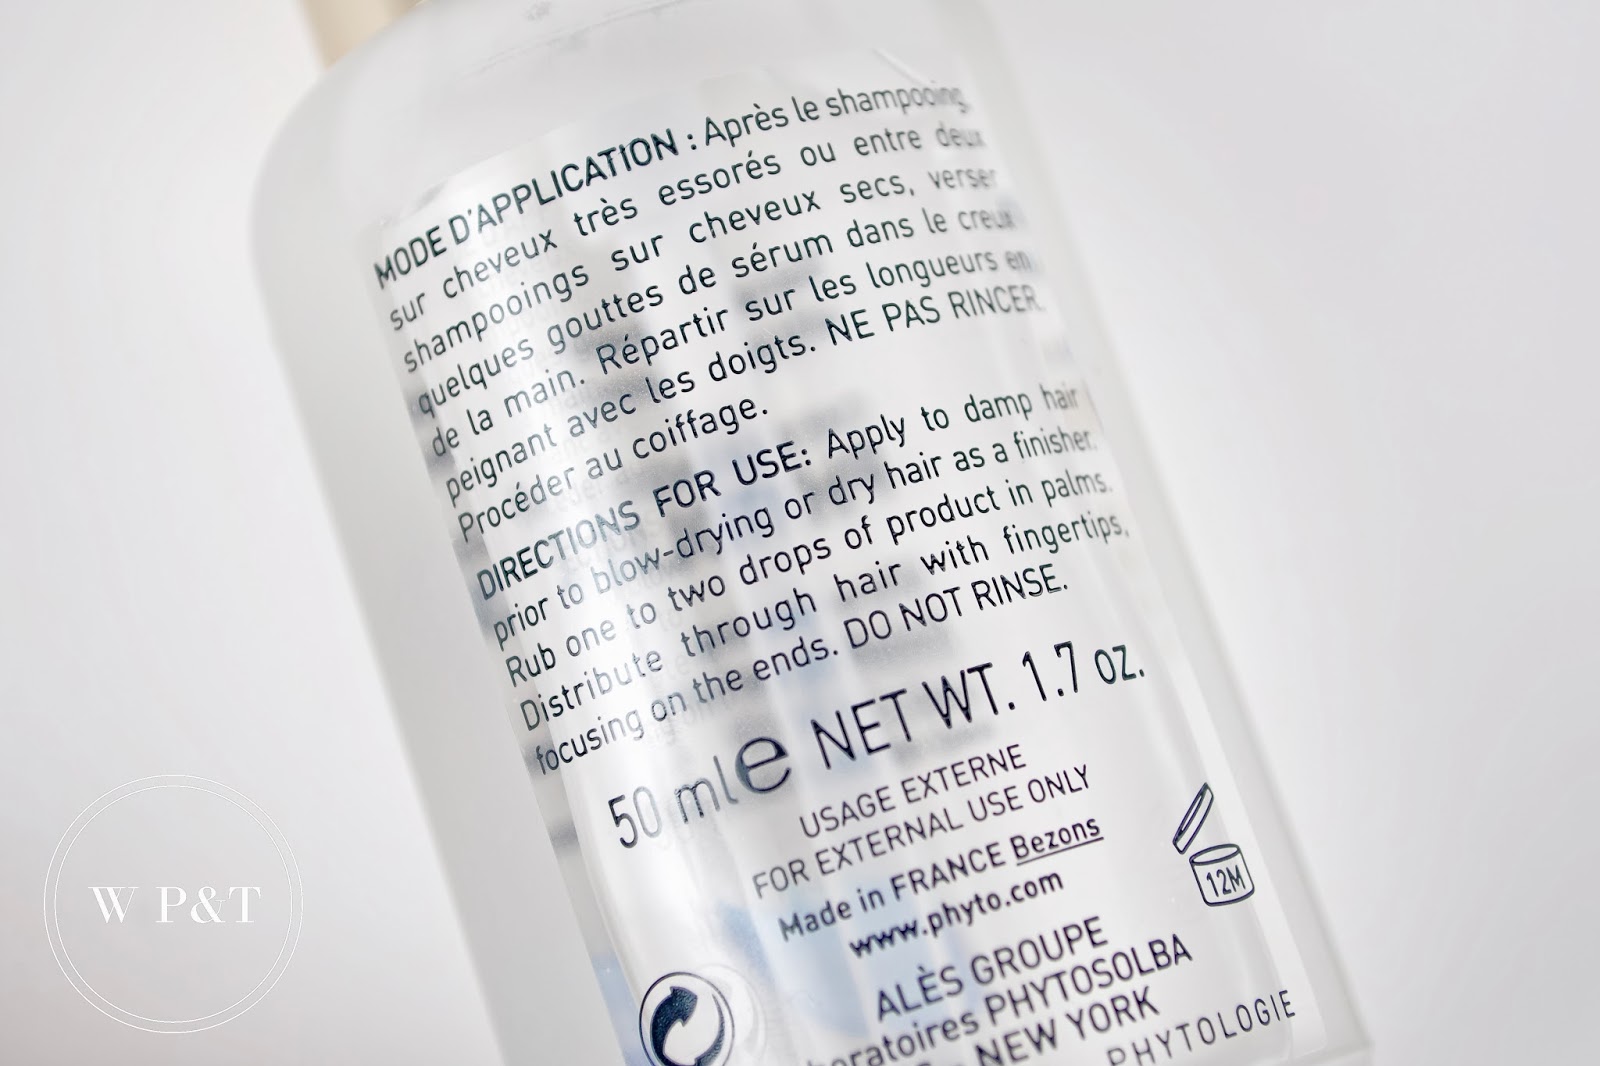 MODE D'APPLICATION : Après le shampooing,
sur cheveux très essorés ou entre deux
shampooings sur cheveux secs, verser
quelques gouttes de sérum dans le creux
de la main. Répartir sur les longueurs en
peignant avec les doigts. NE PAS RINCER.
Procéder au coiffage.
DIRECTIONS FOR USE: Apply to damp hair
prior to blow-drying or dry hair as a finisher.
Rub one to two drops of product in palms.
Distribute through hair with fingertips,
focusing on the ends. DO NOT RINSE.
50 ml e NET WT. 1.7 oz.
USAGE EXTERNE
FOR EXTERNAL USE ONLY
Made in FRANCE Bezons
www.phyto.com
12M
ALÈS GROUPE
PHYTOSOLBA
- NEW YORK
PHYTOLOGIE
W P&T